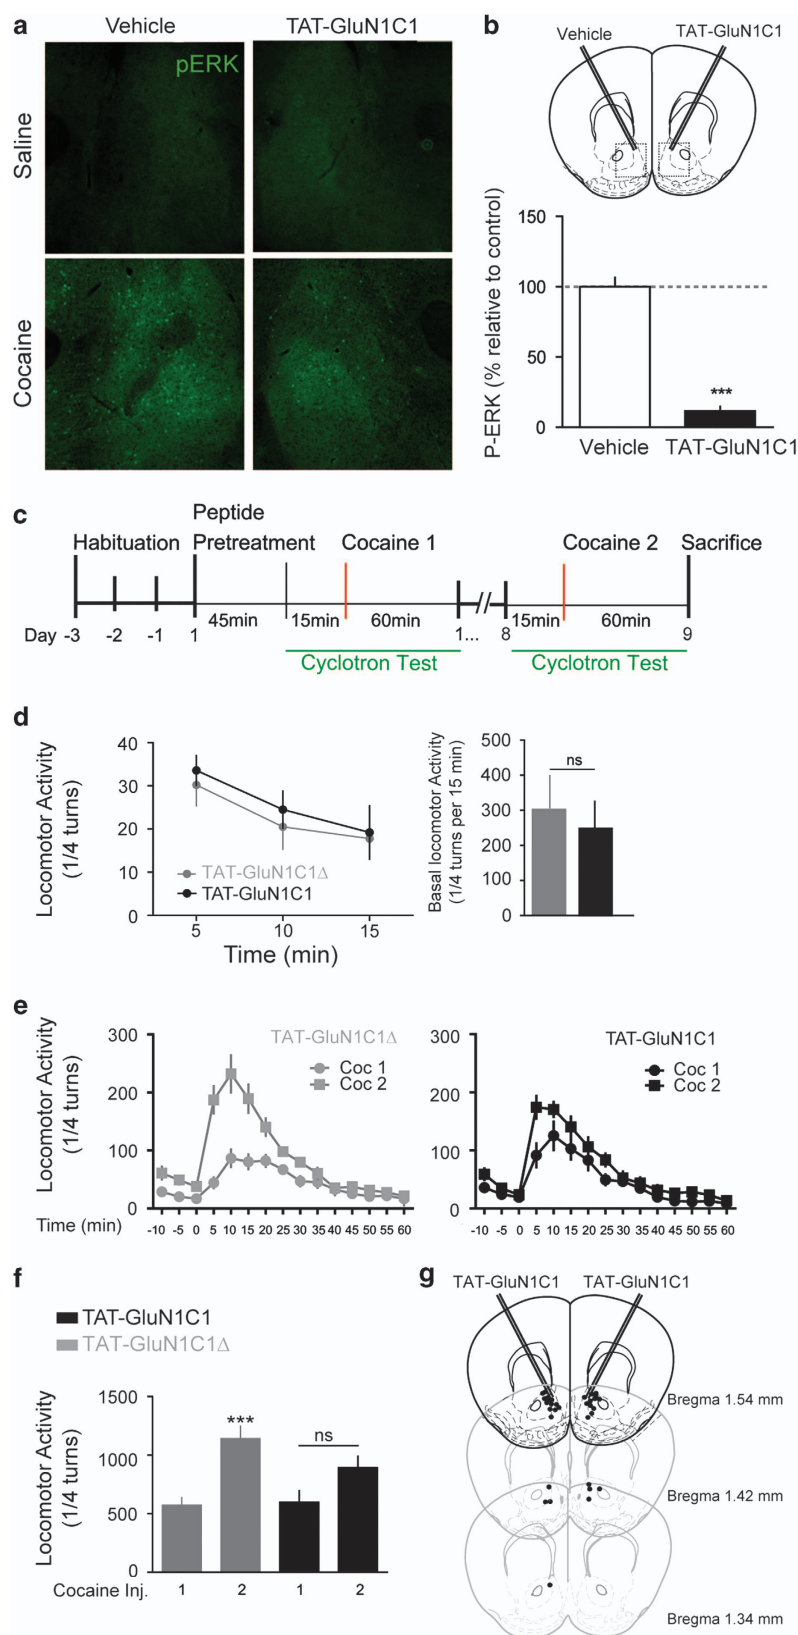 a
Vehicle
TAT-GluN1C1
pERK
Saline
Cocaine
b
Vehicle
TAT-GluN1C1
P-ERK (% relative to control)
150
100
50
0
***
Vehicle
TAT-GluN1C1
c
Peptide
Habituation
Pretreatment
Cocaine 1
Cocaine 2
Sacrifice
45min
15min
60min
15min
60min
Day -3 -2 -1 1 1... 8 9
Cyclotron Test
Cyclotron Test
d
Locomotor Activity
(1/4 turns)
40
30
20
10
0
TAT-GluN1C1Δ
TAT-GluN1C1
5 10 15
Time (min)
Basal locomotor Activity
(1/4 turns per 15 min)
500
400
300
200
100
0
ns
e
Locomotor Activity
(1/4 turns)
300
200
100
0
TAT-GluN1C1Δ
Coc 1
Coc 2
Time (min)
-10 -5 0 5 10 15 20 25 30 35 40 45 50 55 60
300
200
100
0
TAT-GluN1C1
Coc 1
Coc 2
-10 -5 0 5 10 15 20 25 30 35 40 45 50 55 60
f
TAT-GluN1C1
TAT-GluN1C1Δ
Locomotor Activity
(1/4 turns)
1500
1000
500
0
***
ns
Cocaine Inj. 1 2 1 2
g
TAT-GluN1C1
TAT-GluN1C1
Bregma 1.54 mm
Bregma 1.42 mm
Bregma 1.34 mm